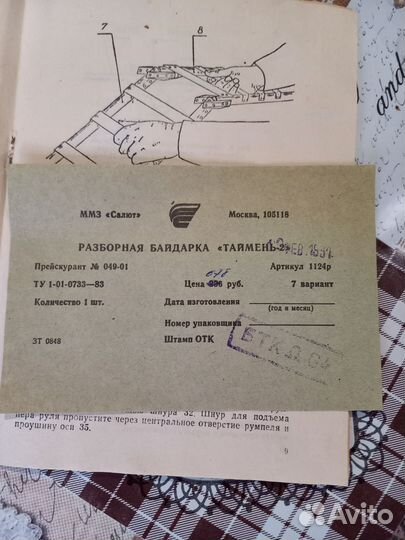 7
8
ММЗ «Салют»
Москва, 105118
РАЗБОРНАЯ БАЙДАРКА «ТАЙМЕНЬ-2»
Прейскурант № 049-01
Артикул 1124р
ТУ 1-01-0733—83
Цена руб.
7 вариант
Количество 1 шт.
Дата изготовления
(год и месяц)
Номер упаковщика
ЗТ 0848
Штамп ОТК
шнура 32. Шнур для подъема
пера руля пропустите через центральное отверстие румпеля и
проушину оси 35.
9
and
Avito